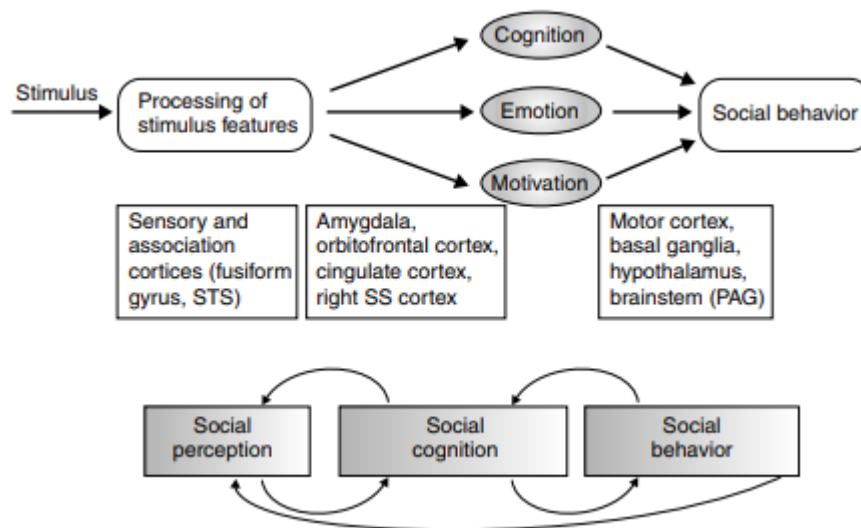 Stimulus
Processing of
stimulus features
Cognition
Emotion
Motivation
Social behavior
Sensory and
association
cortices (fusiform
gyrus, STS)
Amygdala,
orbitofrontal cortex,
cingulate cortex,
right SS cortex
Motor cortex,
basal ganglia,
hypothalamus,
brainstem (PAG)
Social
perception
Social
cognition
Social
behavior